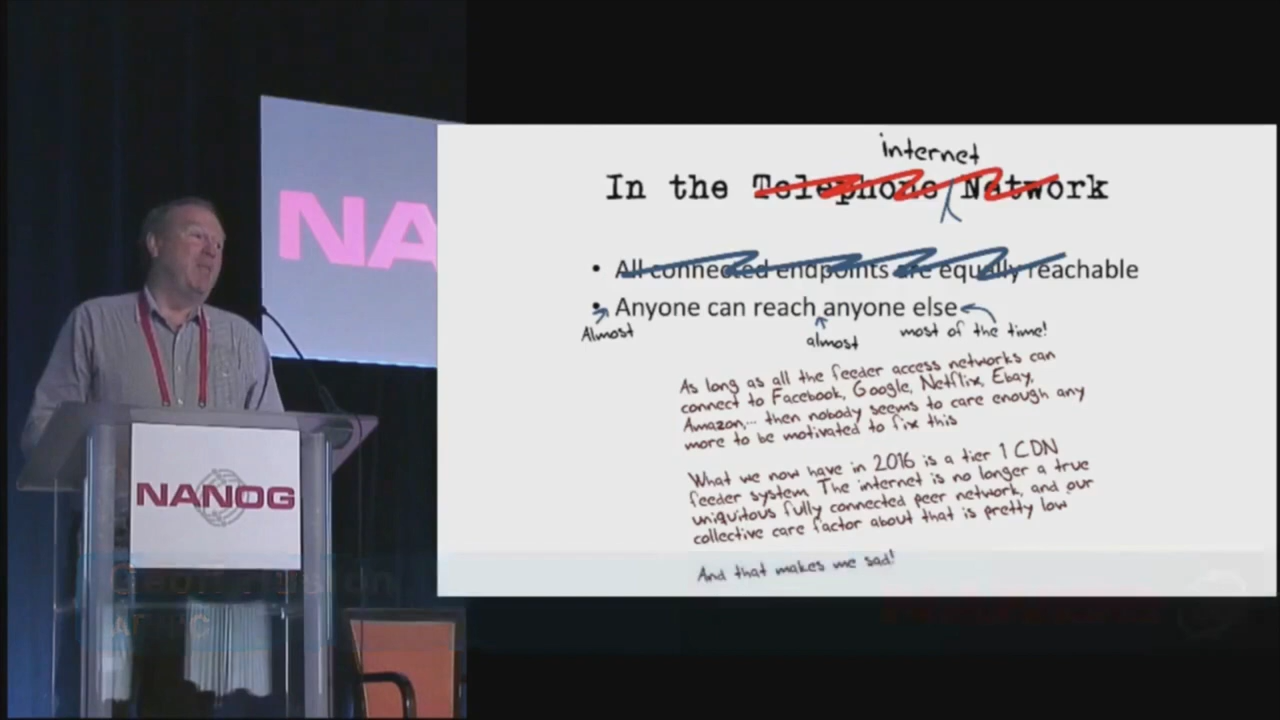 NA
internet
In the Telephone Network
• All connected endpoints are equally reachable
• Anyone can reach anyone else
Almost
almost
most of the time!
As long as all the feeder access networks can
connect to Facebook, Google, Netflix, Ebay,
Amazon... then nobody seems to care enough any
more to be motivated to fix this
What we now have in 2016 is a tier 1 CDN
feeder system. The internet is no longer a true
uniquitous fully connected peer network, and our
collective care factor about that is pretty low
And that makes me sad!
NANOG